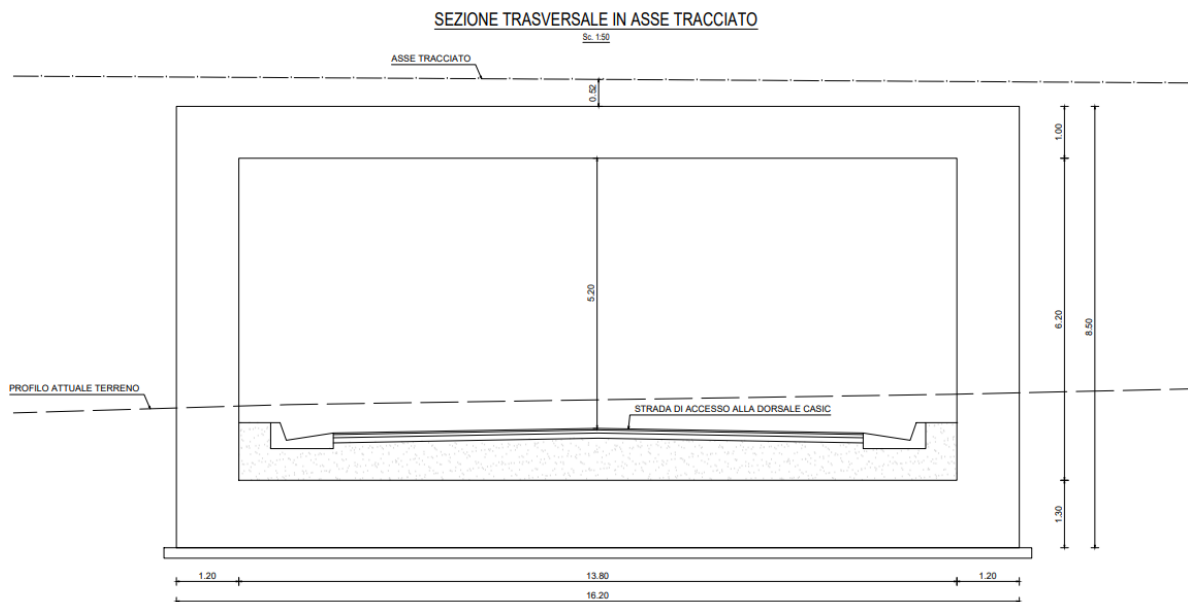 SEZIONE TRASVERSALE IN ASSE TRACCIATO
Sc. 1:50
ASSE TRACCIATO
0.52
1.00
5.20
6.20
8.50
PROFILO ATTUALE TERRENO
STRADA DI ACCESSO ALLA DORSALE CASIC
1.30
1.20
13.80
1.20
16.20